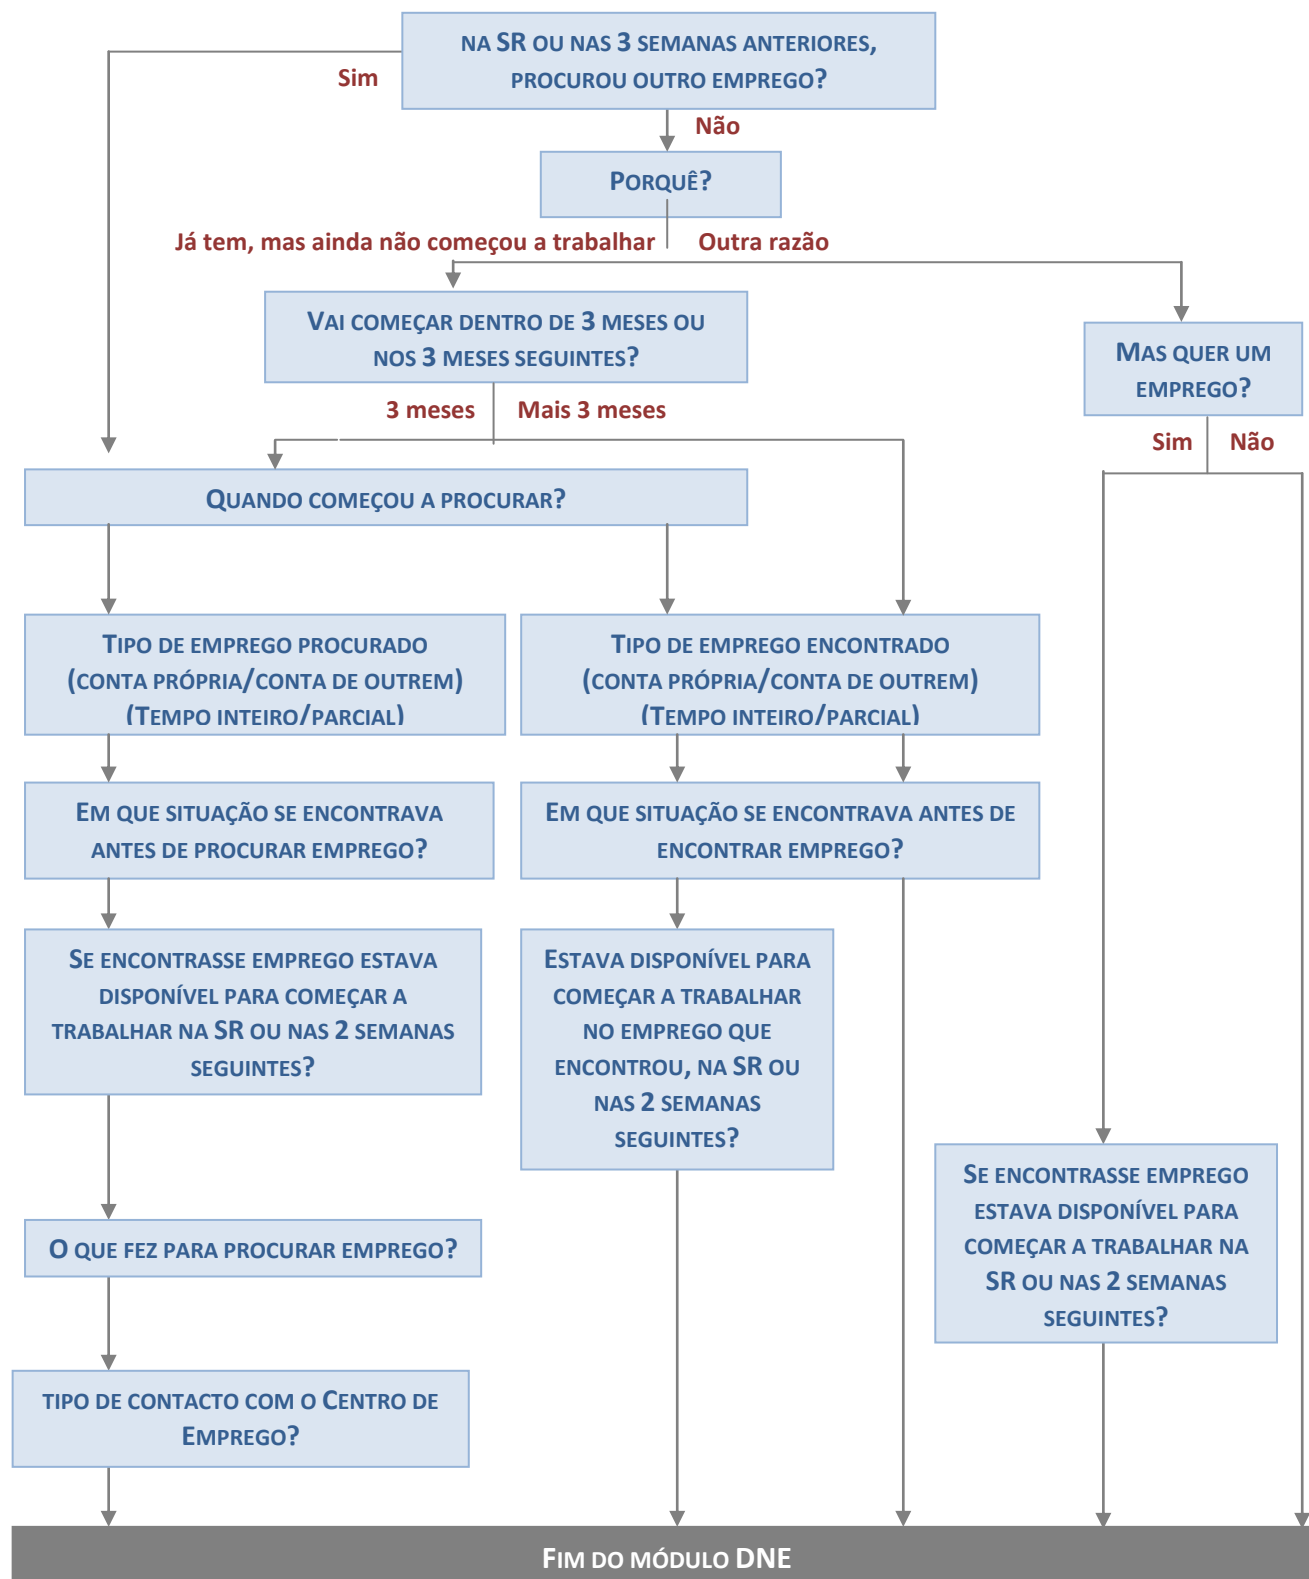 NA SR OU NAS 3 SEMANAS ANTERIORES,
PROCUROU OUTRO EMPREGO?
Sim
Não
PORQUÊ?
Já tem, mas ainda não começou a trabalhar
Outra razão
VAI COMEÇAR DENTRO DE 3 MESES OU
NOS 3 MESES SEGUINTES?
MAS QUER UM
EMPREGO?
3 meses
Mais 3 meses
Sim
Não
QUANDO COMEÇOU A PROCURAR?
TIPO DE EMPREGO PROCURADO
(CONTA PRÓPRIA/CONTA DE OUTREM)
(TEMPO INTEIRO/PARCIAL)
TIPO DE EMPREGO ENCONTRADO
(CONTA PRÓPRIA/CONTA DE OUTREM)
(TEMPO INTEIRO/PARCIAL)
EM QUE SITUAÇÃO SE ENCONTRAVA
ANTES DE PROCURAR EMPREGO?
EM QUE SITUAÇÃO SE ENCONTRAVA ANTES DE
ENCONTRAR EMPREGO?
SE ENCONTRASSE EMPREGO ESTAVA
DISPONÍVEL PARA COMEÇAR A
TRABALHAR NA SR OU NAS 2 SEMANAS
SEGUINTES?
ESTAVA DISPONÍVEL PARA
COMEÇAR A TRABALHAR
NO EMPREGO QUE
ENCONTROU, NA SR OU
NAS 2 SEMANAS
SEGUINTES?
SE ENCONTRASSE EMPREGO
ESTAVA DISPONÍVEL PARA
COMEÇAR A TRABALHAR NA
SR OU NAS 2 SEMANAS
SEGUINTES?
O QUE FEZ PARA PROCURAR EMPREGO?
TIPO DE CONTACTO COM O CENTRO DE
EMPREGO?
FIM DO MÓDULO DNE